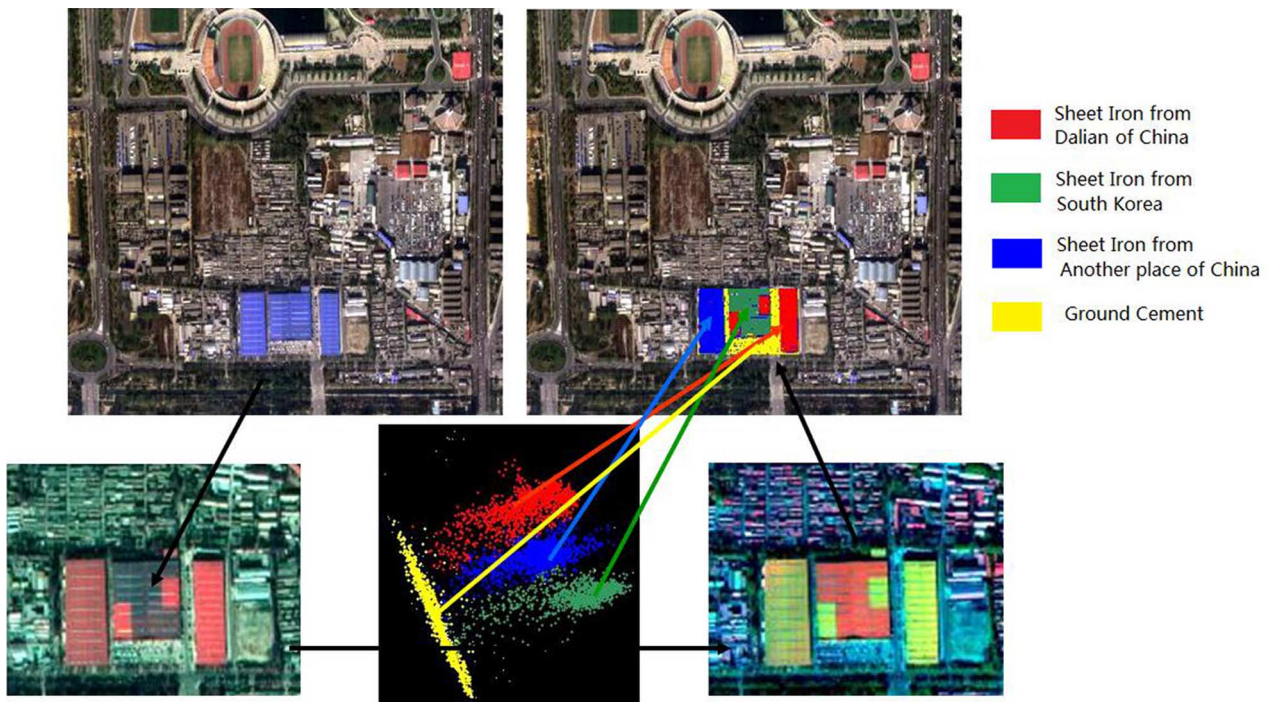 Sheet Iron from
Dalian of China
Sheet Iron from
South Korea
Sheet Iron from
Another place of China
Ground Cement